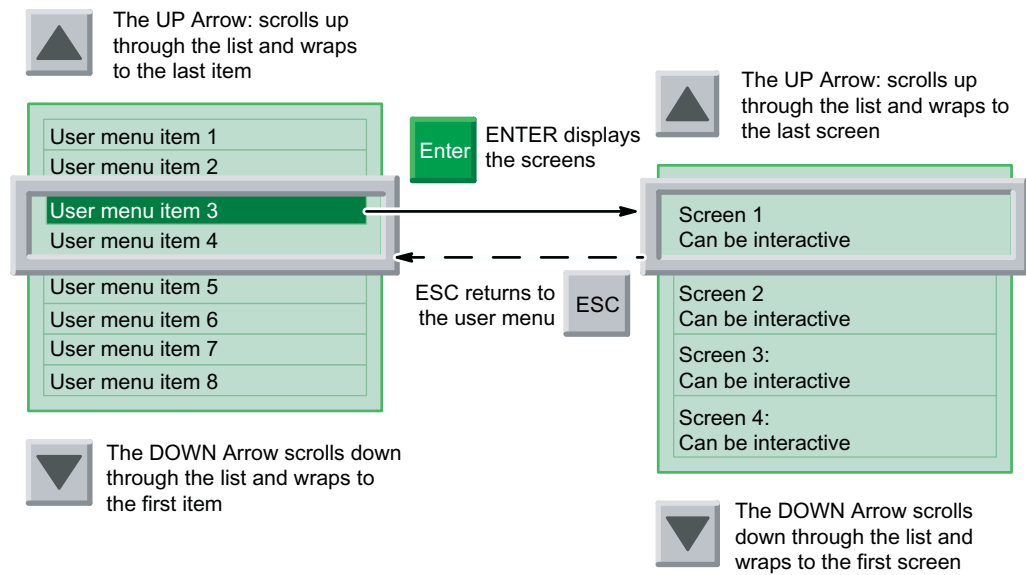 The UP Arrow: scrolls up
through the list and wraps
to the last item
User menu item 1
User menu item 2
User menu item 3
User menu item 4
User menu item 5
User menu item 6
User menu item 7
User menu item 8
The DOWN Arrow scrolls down
through the list and wraps to
the first item
Enter
ENTER displays
the screens
ESC returns to
the user menu
ESC
The UP Arrow: scrolls up
through the list and wraps to
the last screen
Screen 1
Can be interactive
Screen 2
Can be interactive
Screen 3:
Can be interactive
Screen 4:
Can be interactive
The DOWN Arrow scrolls
down through the list and
wraps to the first screen